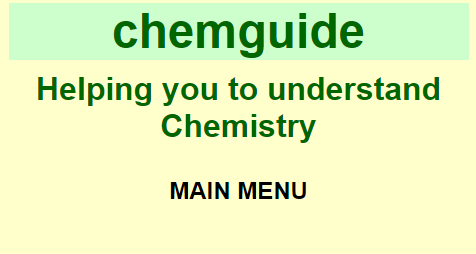 chemguide
Helping you to understand
Chemistry
MAIN MENU